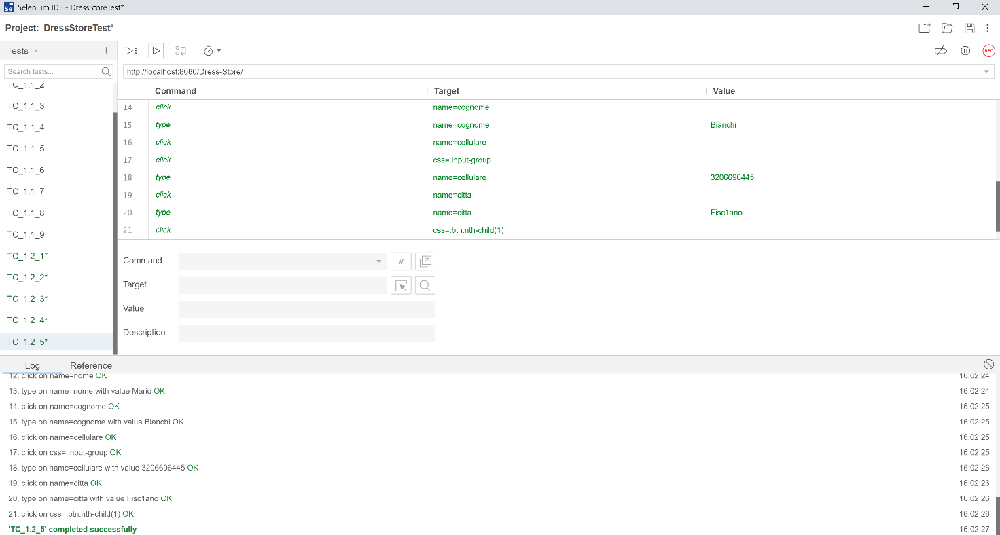 Selenium IDE - DressStoreTest*
Project: DressStoreTest*
Tests
Search tests...
TC_1.1_2
TC_1.1_3
TC_1.1_4
TC_1.1_5
TC_1.1_6
TC_1.1_7
TC_1.1_8
TC_1.1_9
TC_1.2_1*
TC_1.2_2*
TC_1.2_3*
TC_1.2_4*
TC_1.2_5*
REC
http://localhost:8080/Dress-Store/
Command Target Value
14 click name=cognome
15 type name=cognome Bianchi
16 click name=cellulare
17 click css=.input-group
18 type name=cellulare 3206696445
19 click name=citta
20 type name=citta Fisc1ano
21 click css=.btn:nth-child(1)
Command //
Target
Value
Description
Log Reference
12. click on name=nome OK 16:02:24
13. type on name=nome with value Mario OK 16:02:24
14. click on name=cognome OK 16:02:25
15. type on name=cognome with value Bianchi OK 16:02:25
16. click on name=cellulare OK 16:02:25
17. click on css=.input-group OK 16:02:25
18. type on name=cellulare with value 3206696445 OK 16:02:26
19. click on name=citta OK 16:02:26
20. type on name=citta with value Fisc1ano OK 16:02:26
21. click on css=.btn:nth-child(1) OK 16:02:26
'TC_1.2_5' completed successfully 16:02:27